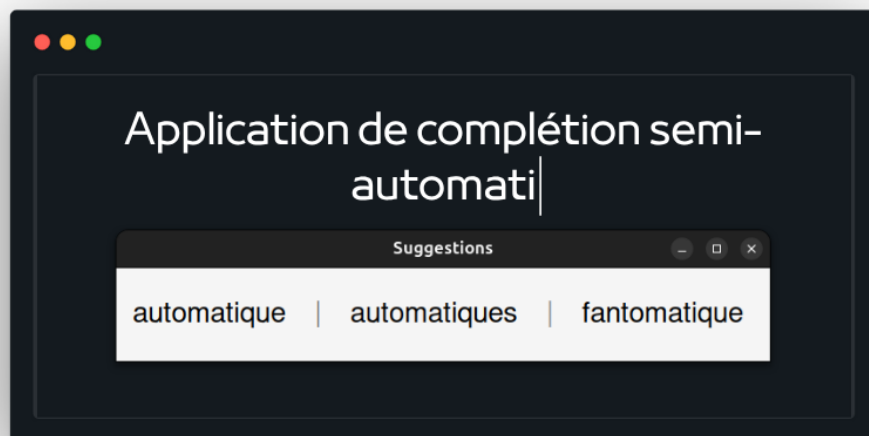 Application de complétion semi-
automati
Suggestions
automatique | automatiques | fantomatique